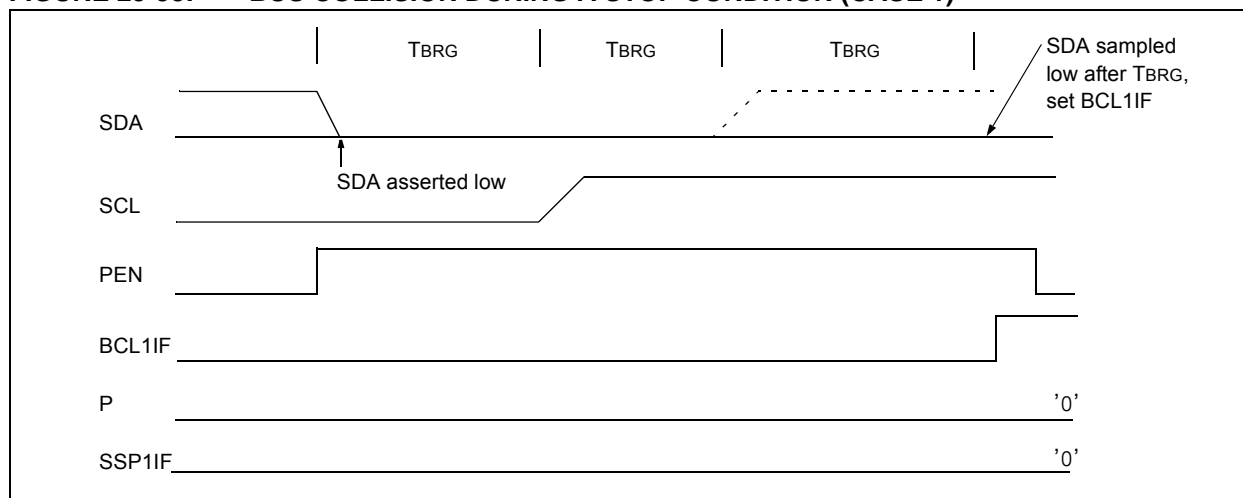 TBRG TBRG TBRG
SDA sampled
low after TBRG,
set BCL1IF
SDA
SDA asserted low
SCL
PEN
BCL1IF
P '0'
SSP1IF '0'